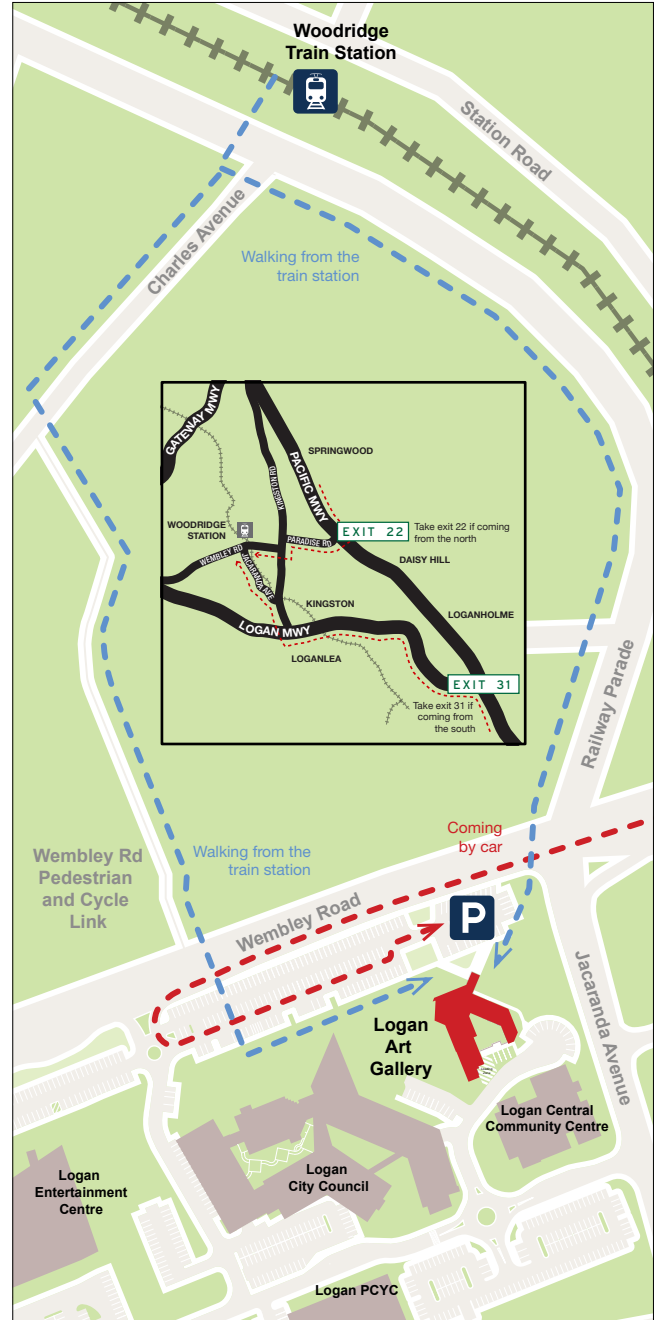 Woodridge
Train Station
Station Road
Charles Avenue
Walking from the
train station
GATEWAY MWY
KINGSTON RD
PACIFIC MWY
SPRINGWOOD
WOODRIDGE
STATION
PARADISE RD
EXIT 22
Take exit 22 if coming
from the north
WEMBLEY RD
JACARANDA AVE
DAISY HILL
KINGSTON
LOGANHOLME
LOGAN MWY
LOGANLEA
EXIT 31
Take exit 31 if
coming from
the south
Railway Parade
Coming
by car
Wembley Rd
Pedestrian
and Cycle
Link
Walking from the
train station
Wembley Road
P
Jacaranda Avenue
Logan
Art
Gallery
Logan Central
Community Centre
Logan
Entertainment
Centre
Logan
City Council
Logan PCYC